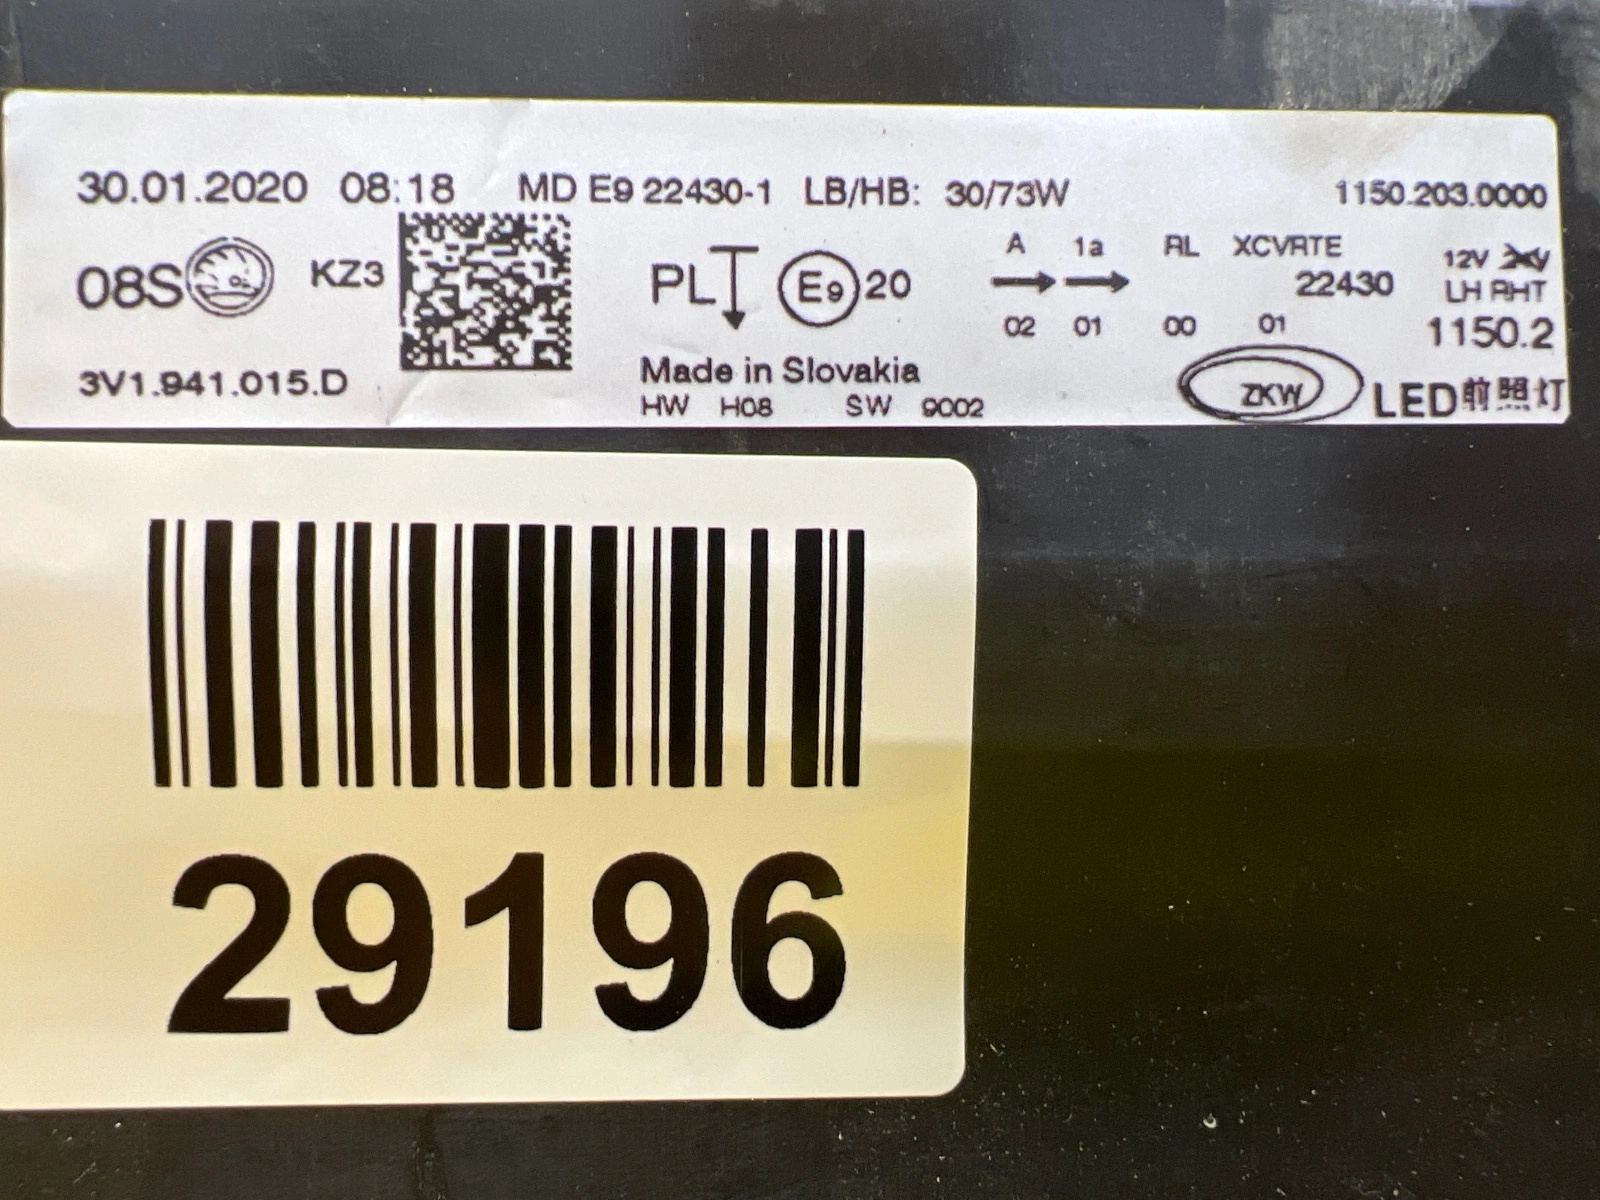 30.01.2020 08:18 MD E9 22430-1 LB/HB: 30/73W 1150.203.0000
A 1a RL XCVRTE 12V
08S KZ3 PL E9 20 22430 LH RHT
02 01 00 01 1150.2
3V1.941.015.D Made in Slovakia ZKW LED前照灯
HW H08 SW 9002
29196